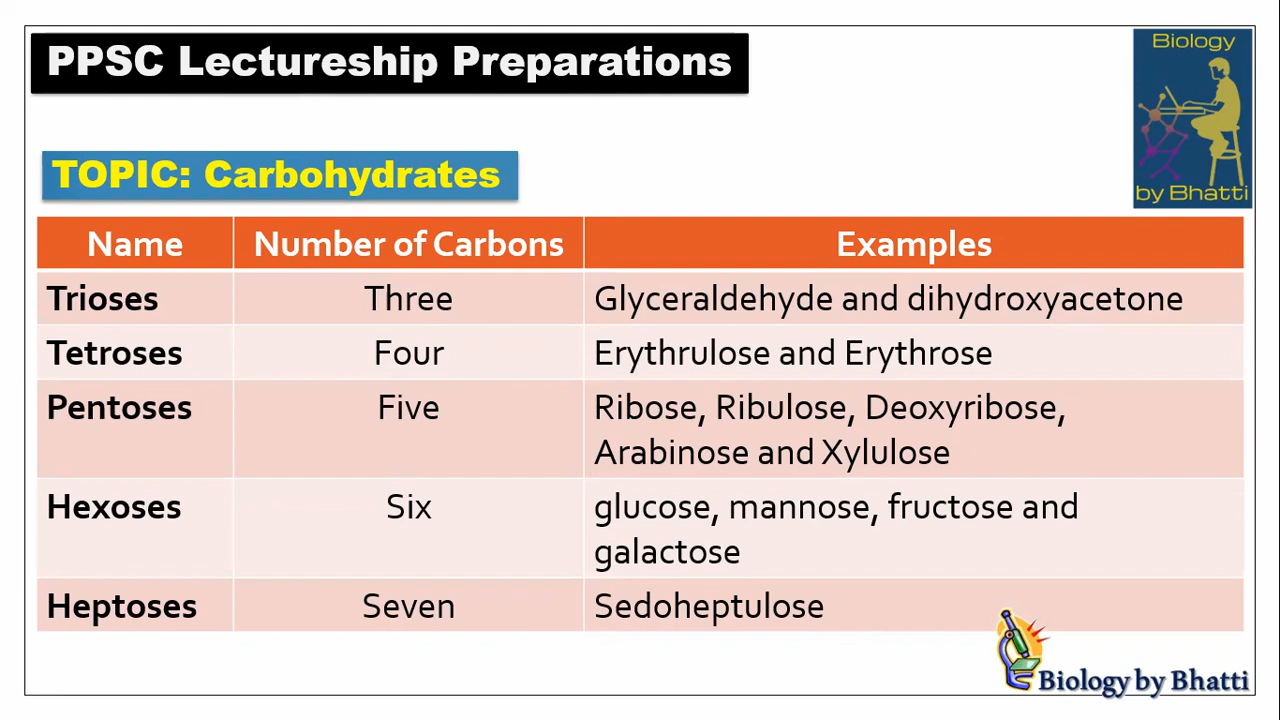 PPSC Lectureship Preparations
Biology
by Bhatti
TOPIC: Carbohydrates
Name Number of Carbons Examples
Trioses Three Glyceraldehyde and dihydroxyacetone
Tetroses Four Erythrulose and Erythrose
Pentoses Five Ribose, Ribulose, Deoxyribose,
Arabinose and Xylulose
Hexoses Six glucose, mannose, fructose and
galactose
Heptoses Seven Sedoheptulose
Biology by Bhatti